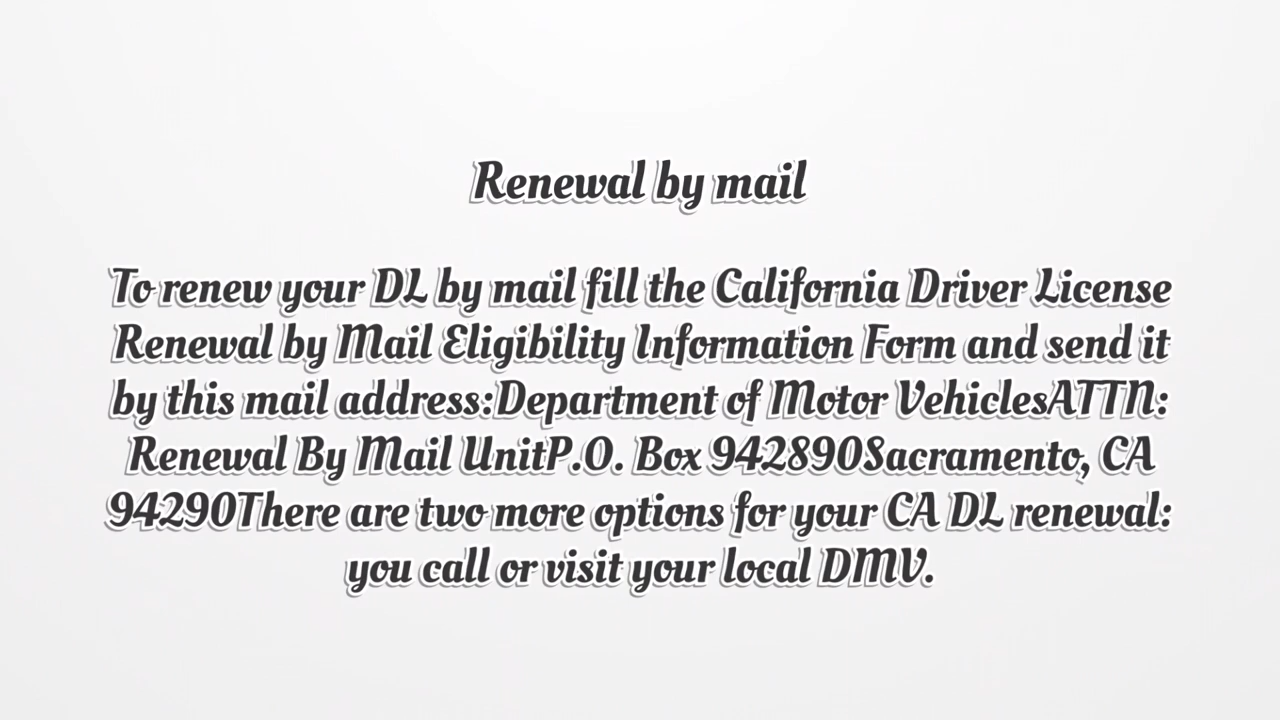 Renewal by mail
To renew your DL by mail fill the California Driver License
Renewal by Mail Eligibility Information Form and send it
by this mail address:Department of Motor VehiclesATTN:
Renewal By Mail UnitP.O. Box 942890Sacramento, CA
94290There are two more options for your CA DL renewal:
you call or visit your local DMV.